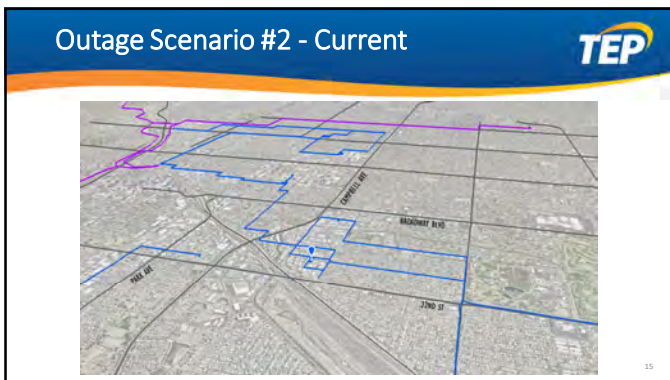 Outage Scenario #2 - Current
TEP
CAMPBELL AVE
BROADWAY BLVD
PARK AVE
22ND ST
15